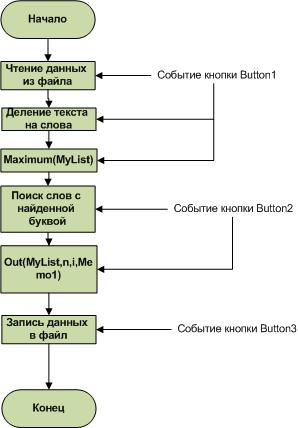 Начало
Чтение данных
из файла
Событие кнопки Button1
Деление текста
на слова
Maximum(MyList)
Поиск слов с
найденной
буквой
Событие кнопки Button2
Out(MyList,n,i,Me
mo1)
Запись данных
в файл
Событие кнопки Button3
Конец